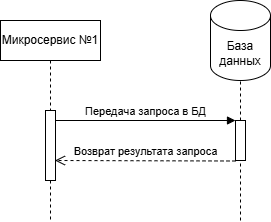 Микросервис №1
База
данных
Передача запроса в БД
Возврат результата запроса